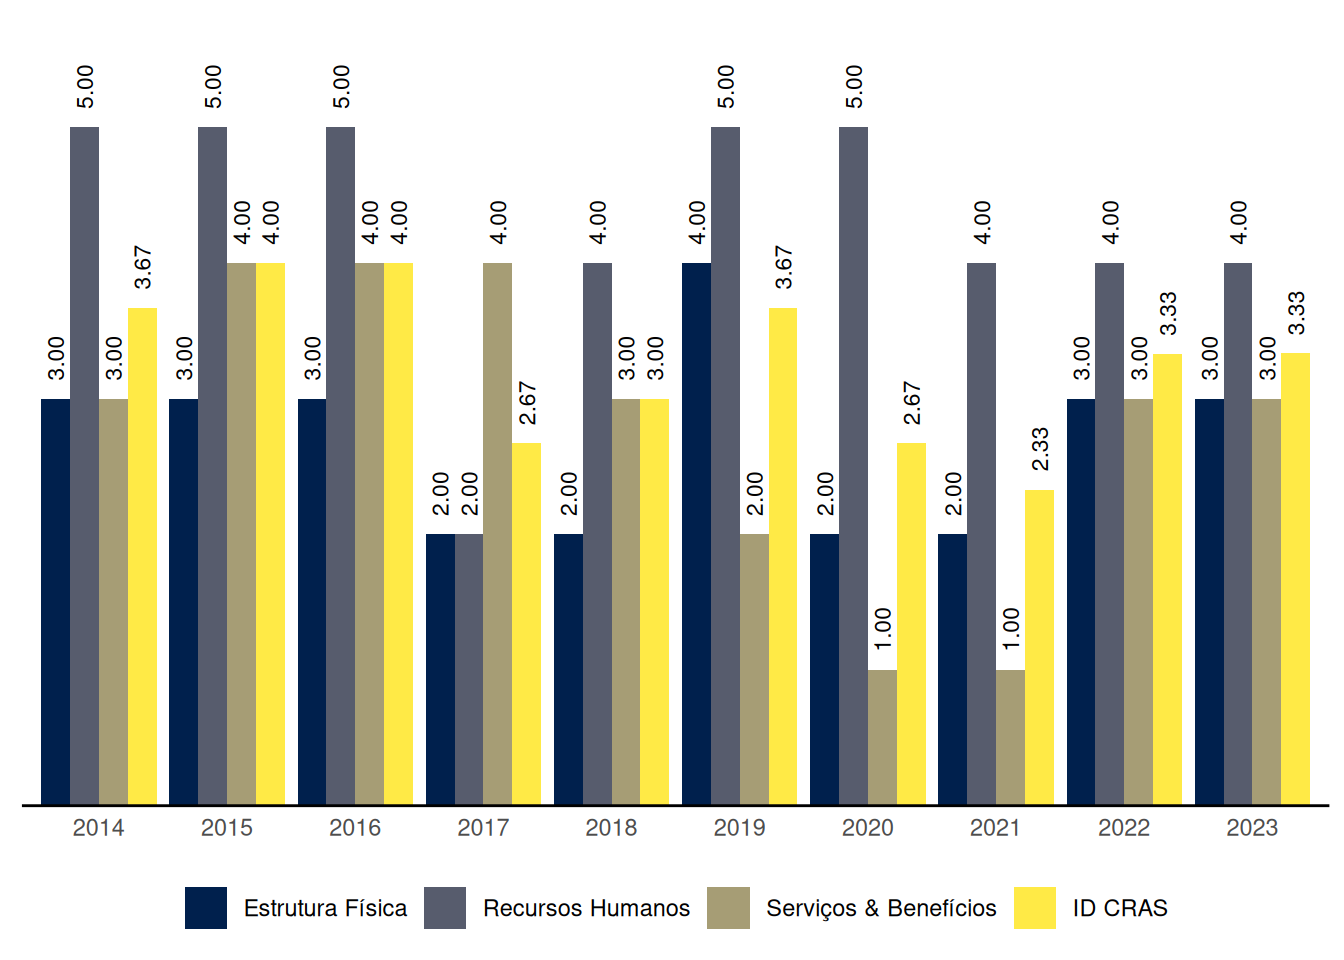 5.00 5.00 5.00 5.00 5.00
4.00 4.00 4.00 4.00 4.00 4.00 4.00 4.00 4.00 4.00
3.67 3.67
3.33 3.33
3.00 3.00 3.00 3.00 3.00 3.00 3.00 3.00 3.00 3.00
2.67 2.67
2.33
2.00 2.00 2.00 2.00 2.00 2.00
1.00 1.00
2014 2015 2016 2017 2018 2019 2020 2021 2022 2023
Estrutura Física Recursos Humanos Serviços & Benefícios ID CRAS